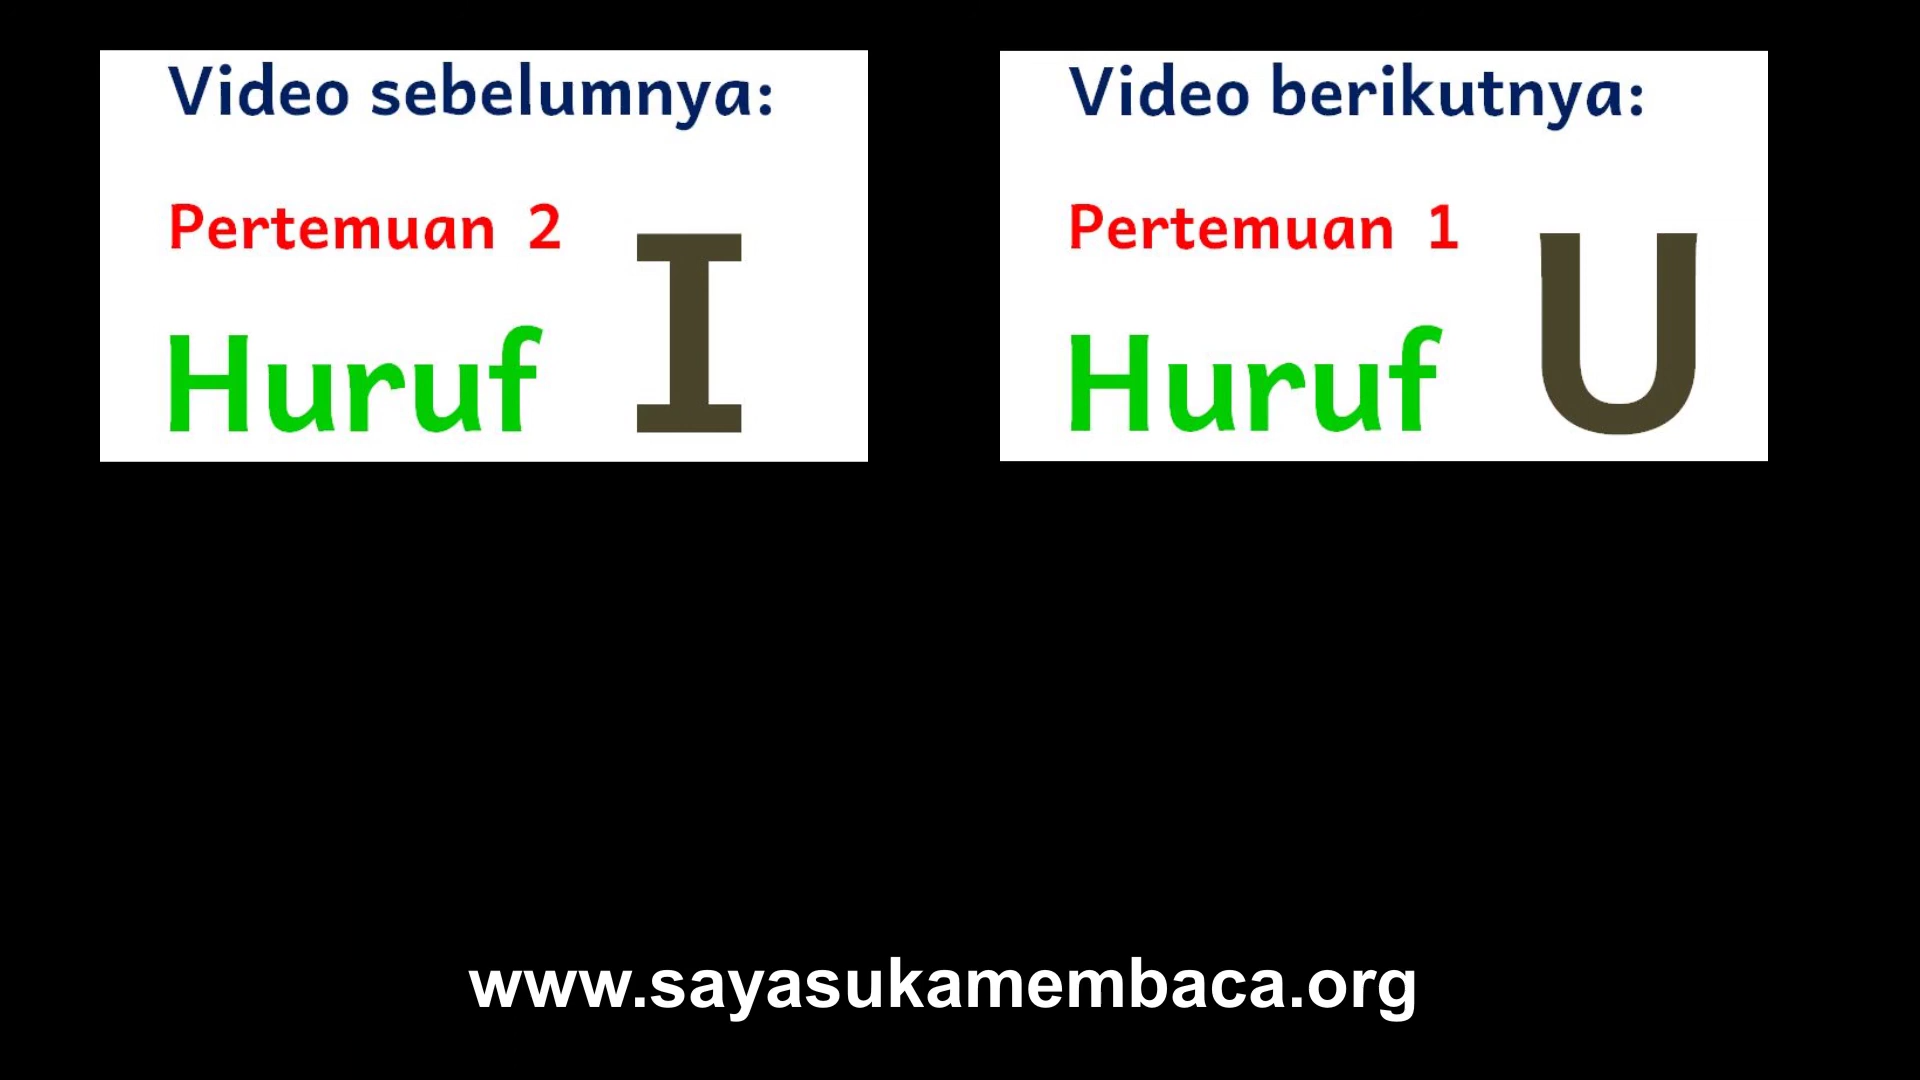 Video sebelumnya:
Pertemuan 2
Huruf I
Video berikutnya:
Pertemuan 1
Huruf U
www.sayasukamembaca.org